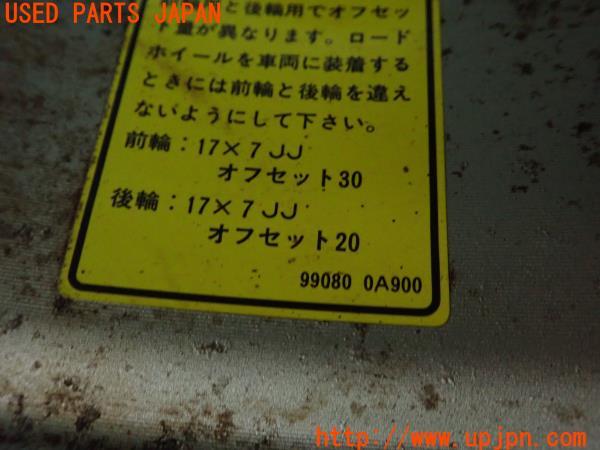 USED PARTS JAPAN
と後輪用でオフセッ
ト量が異なります。ロード
ホイールを車両に装着する
ときには前輪と後輪を違え
ないようにして下さい。
前輪：17×7JJ
オフセット30
後輪：17×7JJ
オフセット20
99080 0A900
http://www.upjpn.com